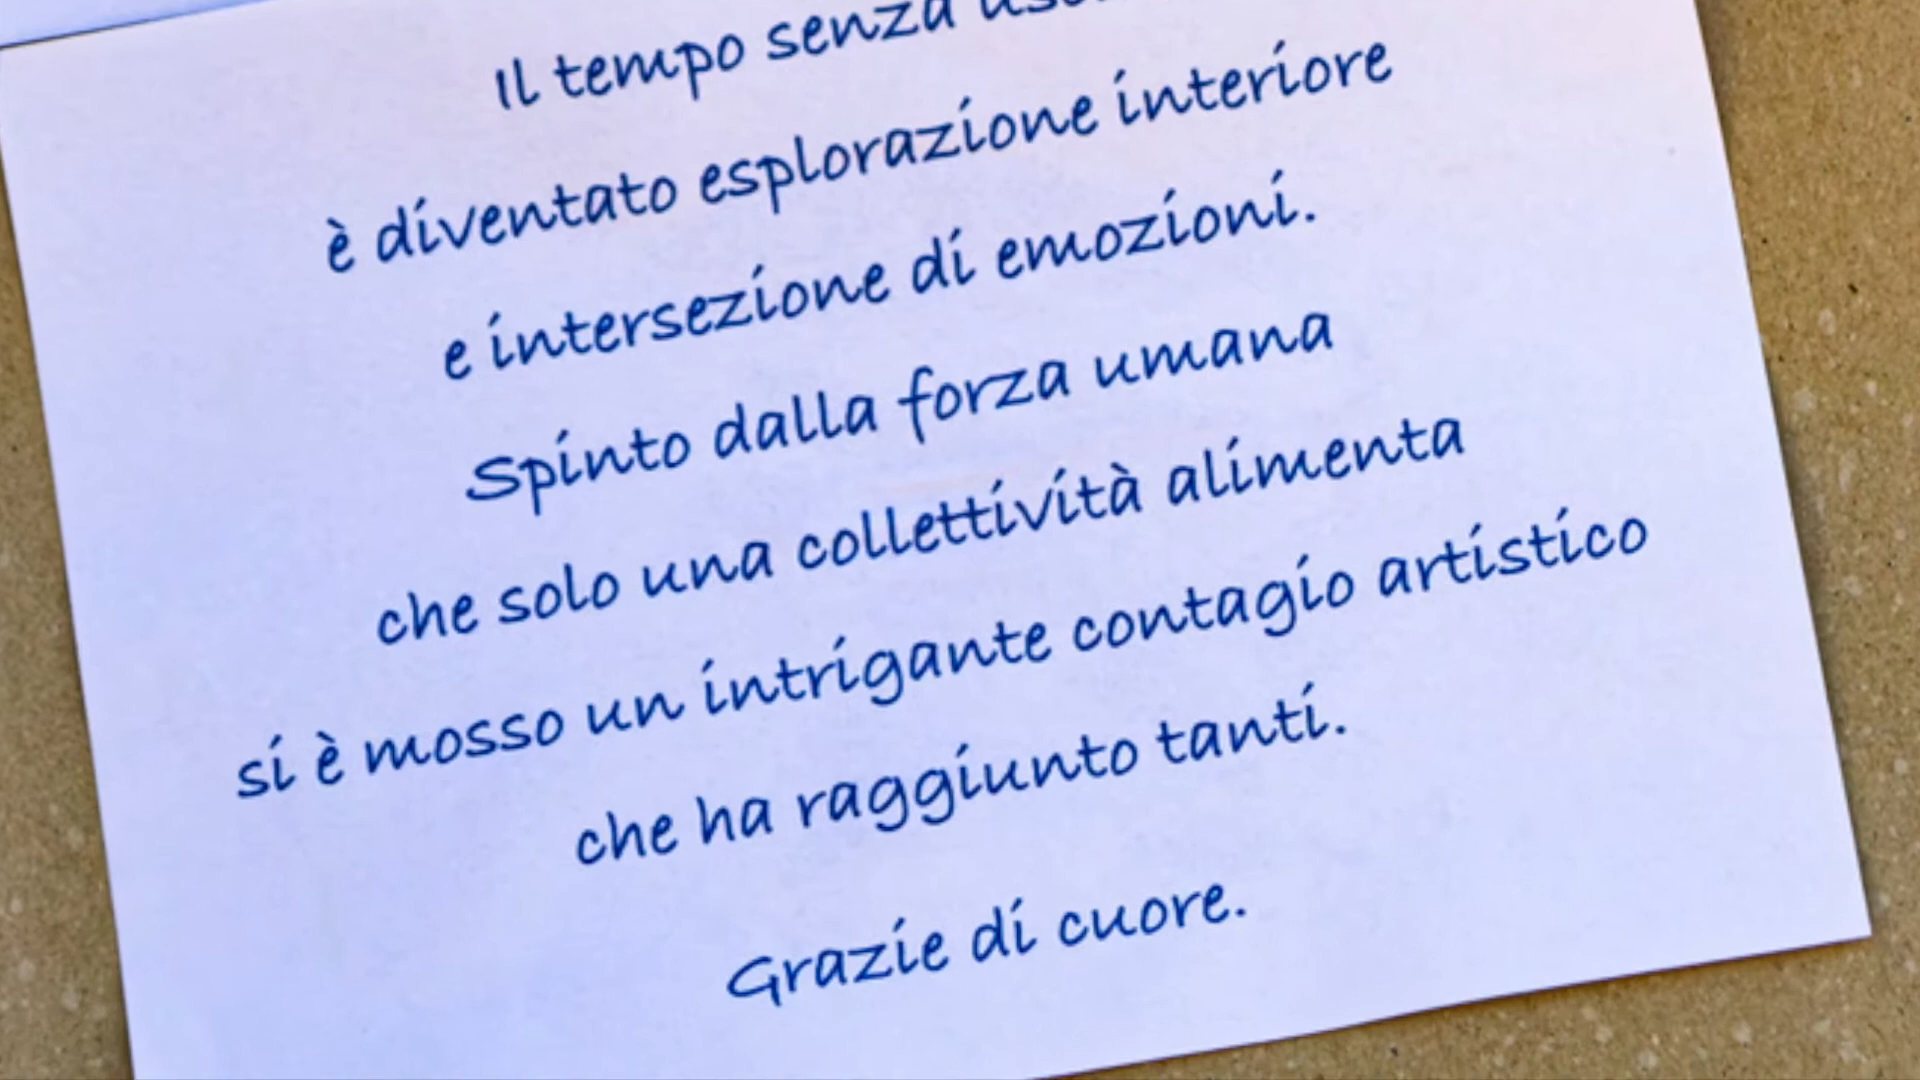 Il tempo senza
è diventato esplorazione interiore
e intersezione di emozioni.
Spinto dalla forza umana
che solo una collettività alimenta
si è mosso un intrigante contagio artistico
che ha raggiunto tanti.
Grazie di cuore.